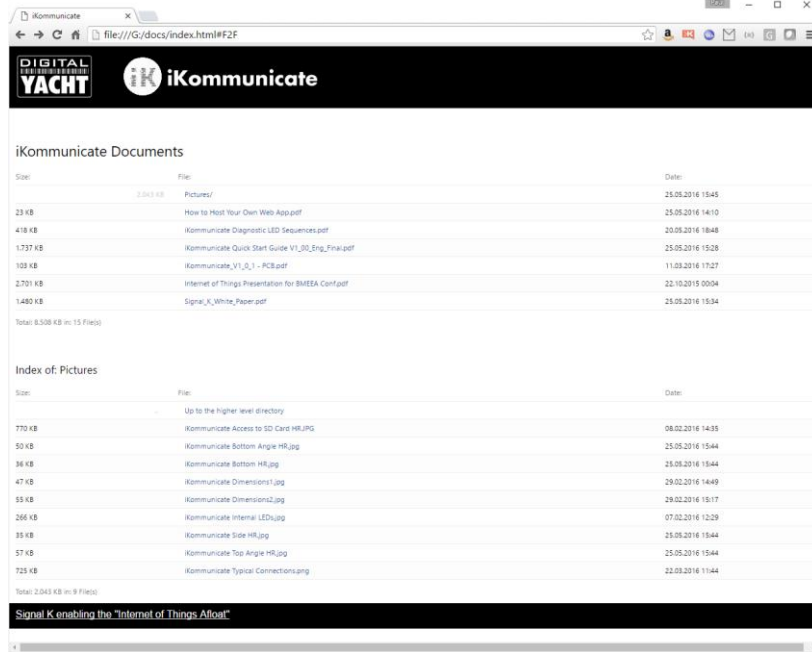 iKommunicate
file:///G:/docs/index.html#F2F
DIGITAL
YACHT
iKommunicate
iKommunicate Documents
Size: File: Date:
2.043 KB Pictures/ 25.05.2016 15:45
23 KB How to Host Your Own Web App.pdf 25.05.2016 14:10
418 KB iKommunicate Diagnostic LED Sequences.pdf 20.05.2016 18:48
1.737 KB iKommunicate Quick Start Guide V1_00_Eng_Final.pdf 25.05.2016 15:28
103 KB iKommunicate_V1_0_1 - PCB.pdf 11.03.2016 17:27
2.701 KB Internet of Things Presentation for BMEEA Conf.pdf 22.10.2015 00:04
1.480 KB Signal_K_White_Paper.pdf 25.05.2016 15:34
Total: 8.508 KB in: 15 File(s)
Index of: Pictures
Size: File: Date:
.. Up to the higher level directory
770 KB iKommunicate Access to SD Card HR.JPG 08.02.2016 14:35
50 KB iKommunicate Bottom Angle HR.jpg 25.05.2016 15:44
36 KB iKommunicate Bottom HR.jpg 25.05.2016 15:44
47 KB iKommunicate Dimensions1.jpg 29.02.2016 14:49
55 KB iKommunicate Dimensions2.jpg 29.02.2016 15:17
266 KB iKommunicate Internal LEDs.jpg 07.02.2016 12:29
35 KB iKommunicate Side HR.jpg 25.05.2016 15:44
57 KB iKommunicate Top Angle HR.jpg 25.05.2016 15:44
725 KB iKommunicate Typical Connections.png 22.03.2016 11:44
Total: 2.043 KB in: 9 File(s)
Signal K enabling the "Internet of Things Afloat"